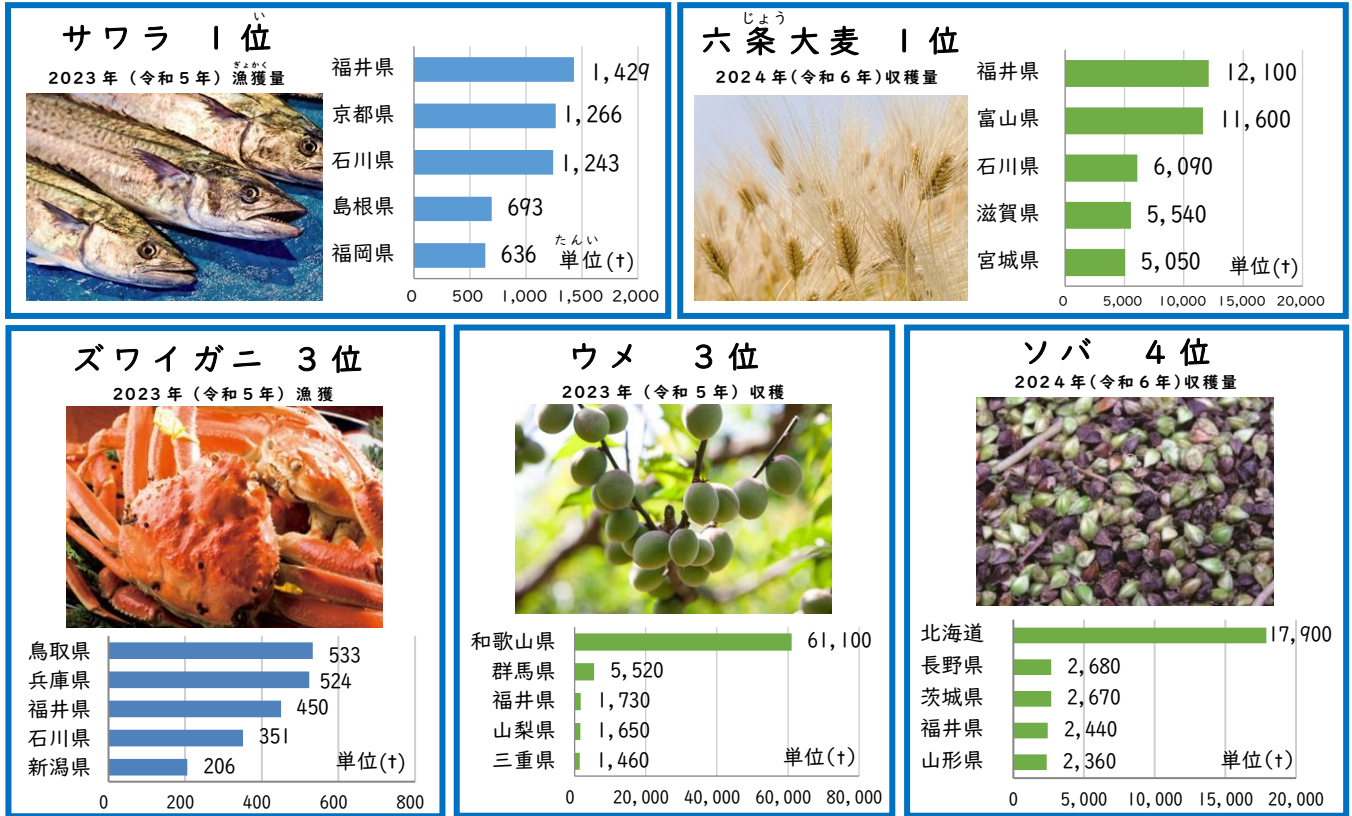 サワラ 1位
い
2023年（令和5年）漁獲量
ぎょかく
福井県 1,429
京都県 1,266
石川県 1,243
島根県 693
福岡県 636
たんい
単位(t)
0 500 1,000 1,500 2,000
六条大麦 1位
じょう
2024年(令和6年)収穫量
福井県 12,100
富山県 11,600
石川県 6,090
滋賀県 5,540
宮城県 5,050
単位(t)
0 5,000 10,000 15,000 20,000
ズワイガニ 3位
2023年（令和5年）漁獲
鳥取県 533
兵庫県 524
福井県 450
石川県 351
新潟県 206
単位(t)
0 200 400 600 800
ウメ 3位
2023年（令和5年）収穫
和歌山県 61,100
群馬県 5,520
福井県 1,730
山梨県 1,650
三重県 1,460
単位(t)
0 20,000 40,000 60,000 80,000
ソバ 4位
2024年(令和6年)収穫量
北海道 17,900
長野県 2,680
茨城県 2,670
福井県 2,440
山形県 2,360
単位(t)
0 5,000 10,000 15,000 20,000